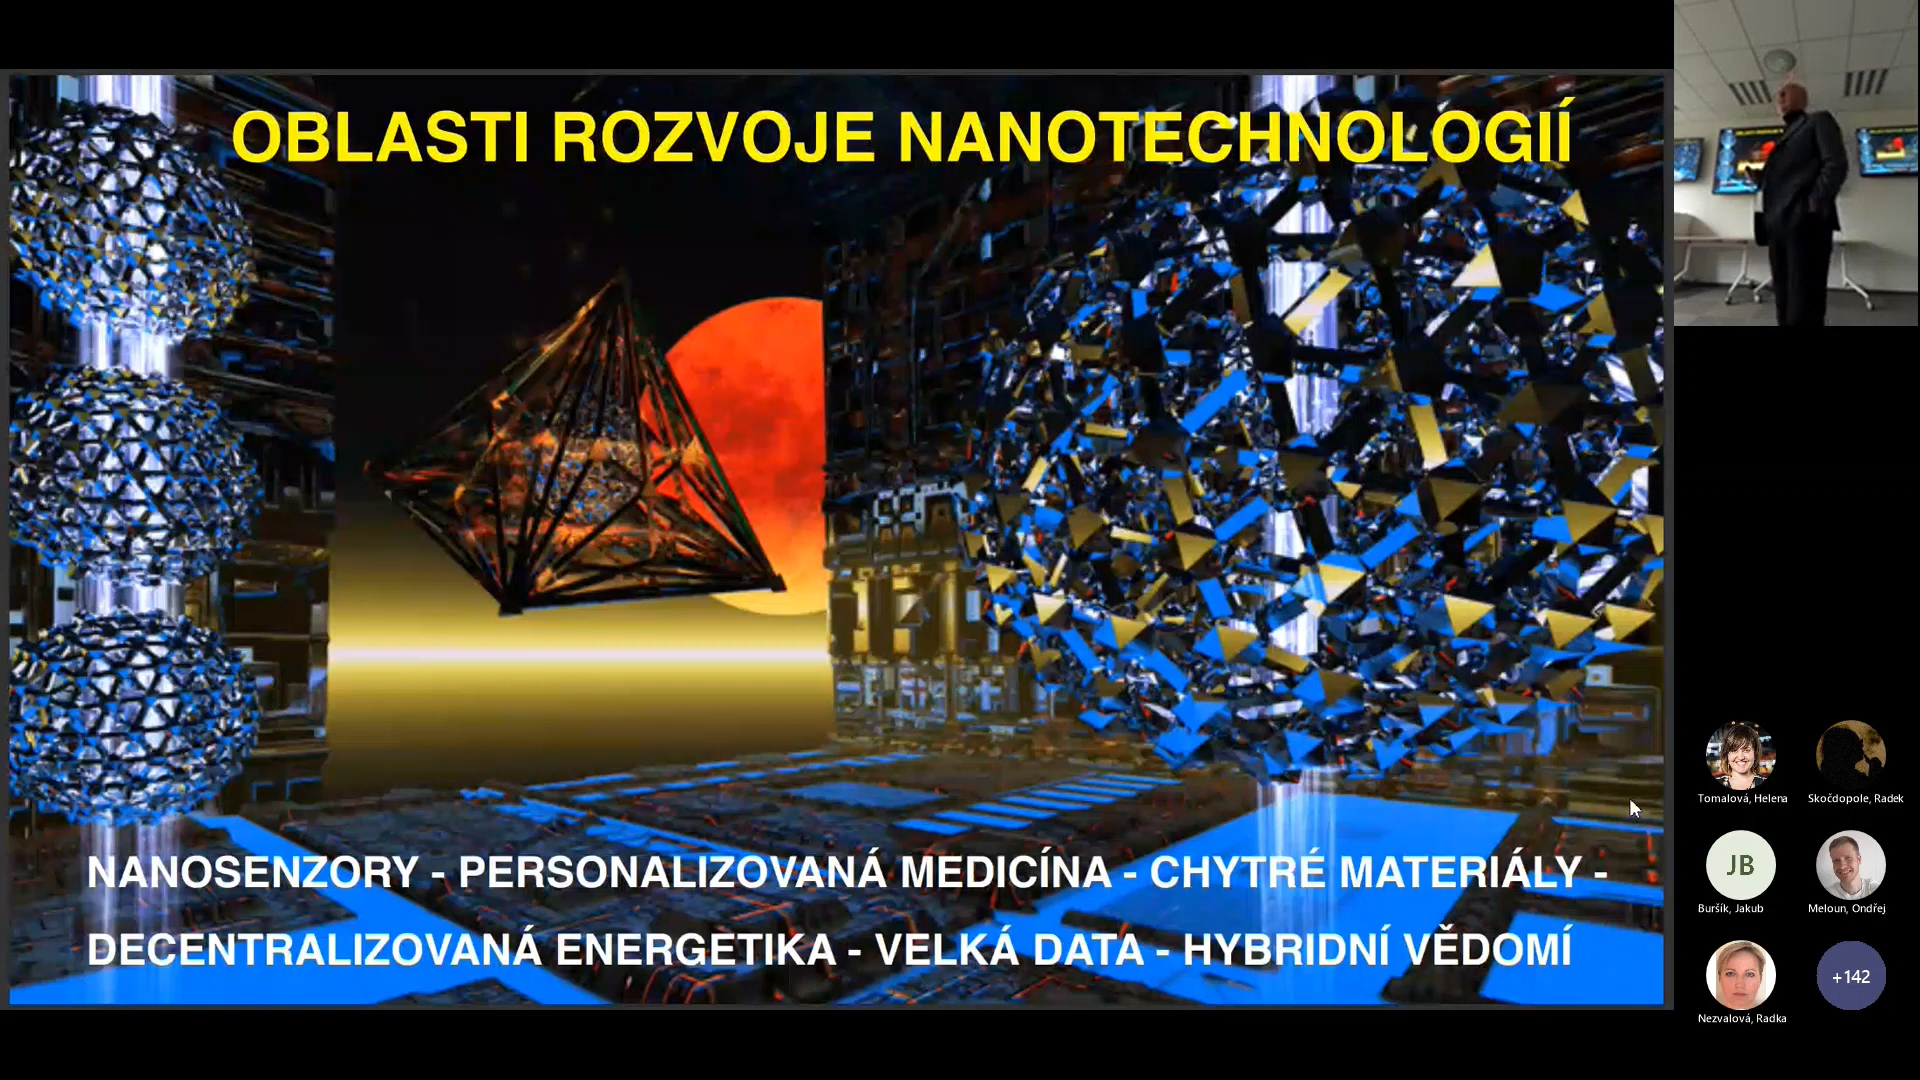 OBLASTI ROZVOJE NANOTECHNOLOGIÍ
NANOSENZORY - PERSONALIZOVANÁ MEDICÍNA - CHYTRÉ MATERIÁLY -
DECENTRALIZOVANÁ ENERGETIKA - VELKÁ DATA - HYBRIDNÍ VĚDOMÍ
Tomalová, Helena
Skočdopole, Radek
JB
Buršík, Jakub
Meloun, Ondřej
Nezvalová, Radka
+142